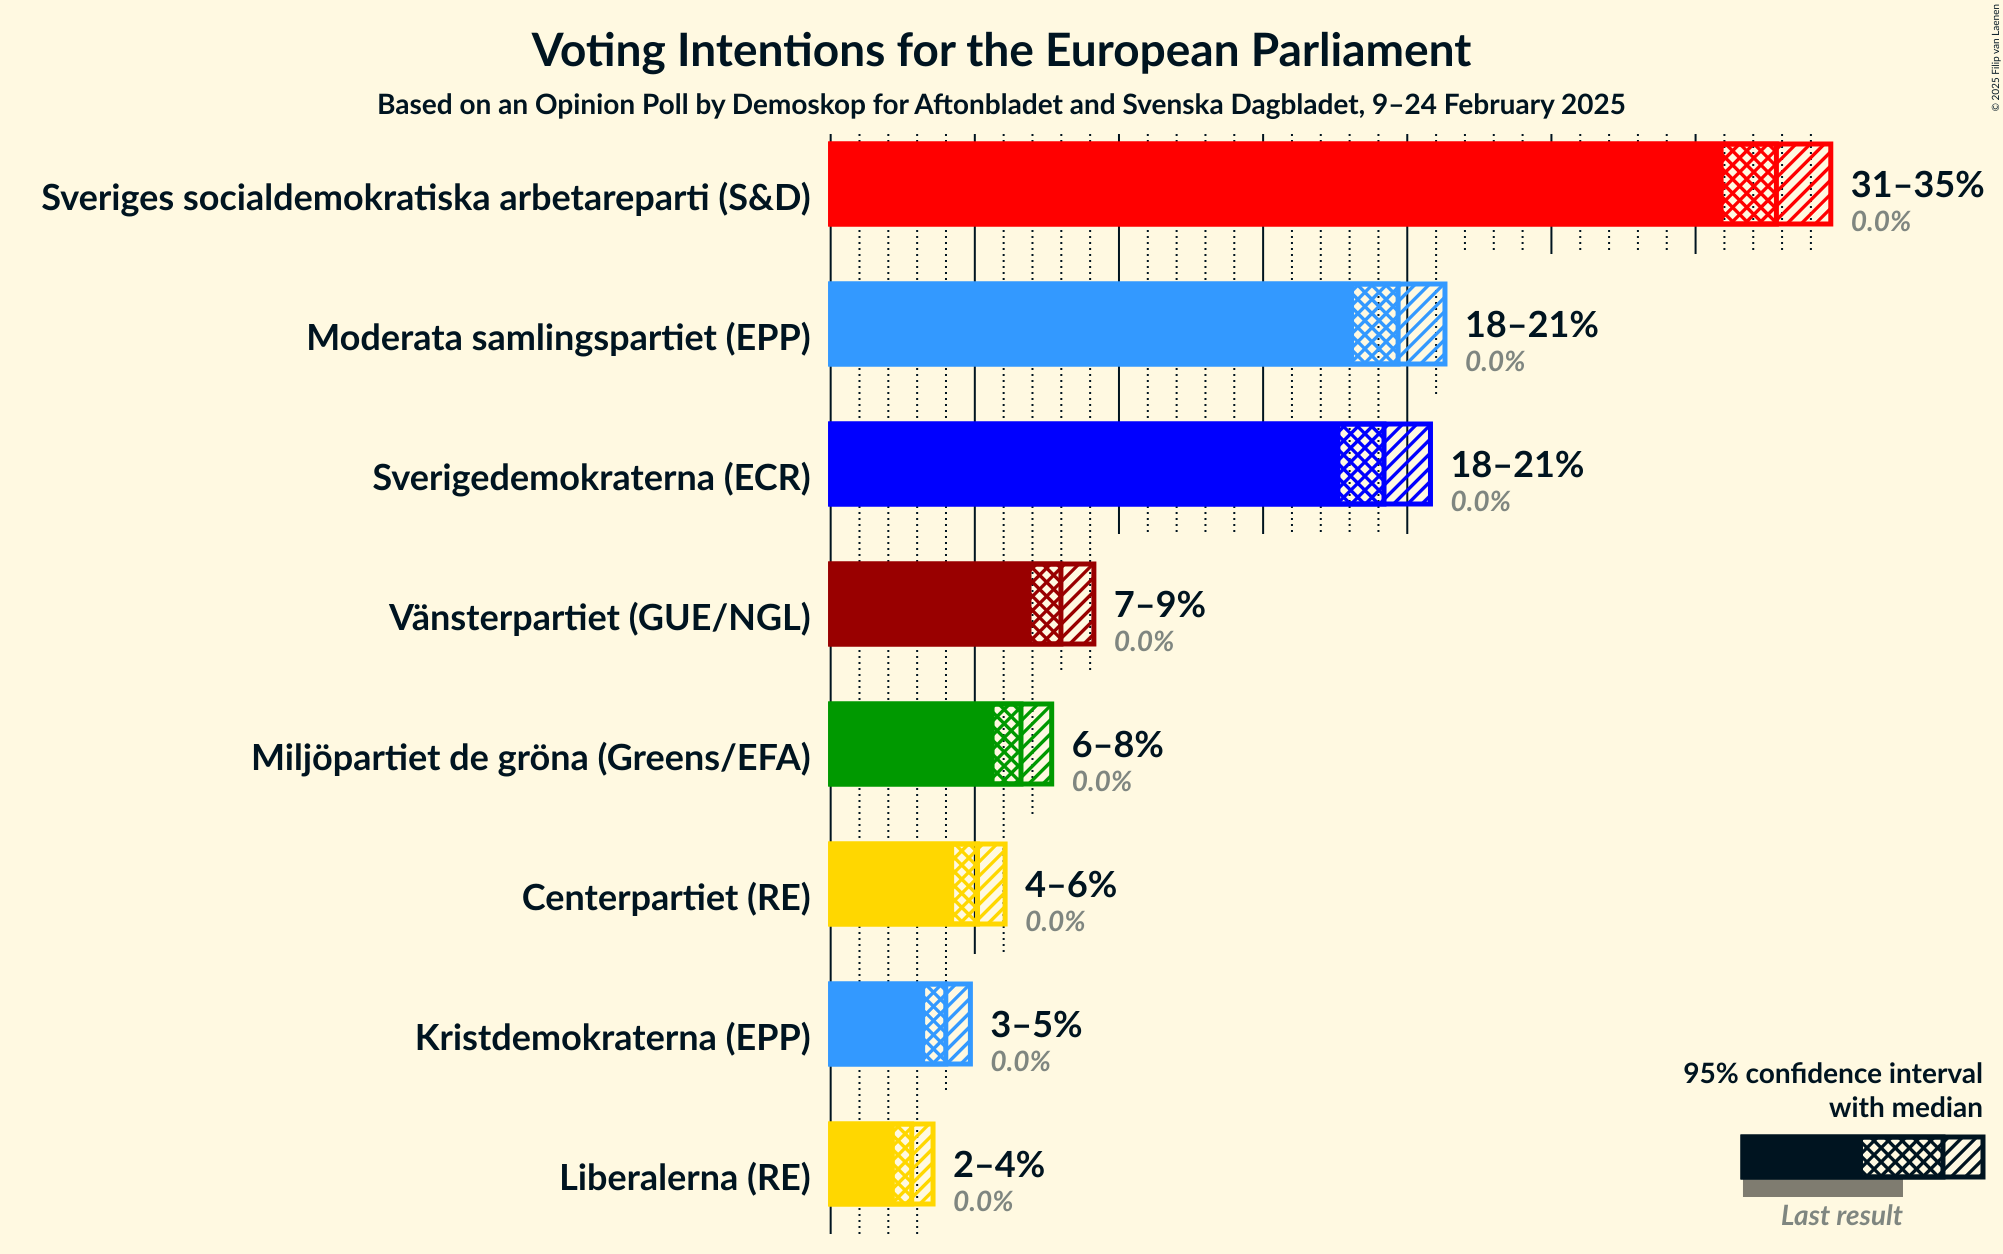 Voting Intentions for the European Parliament
Based on an Opinion Poll by Demoskop for Aftonbladet and Svenska Dagbladet, 9–24 February 2025
© 2025 Filip van Laenen
Sveriges socialdemokratiska arbetareparti (S&D)
31–35%
0.0%
Moderata samlingspartiet (EPP)
18–21%
0.0%
Sverigedemokraterna (ECR)
18–21%
0.0%
Vänsterpartiet (GUE/NGL)
7–9%
0.0%
Miljöpartiet de gröna (Greens/EFA)
6–8%
0.0%
Centerpartiet (RE)
4–6%
0.0%
Kristdemokraterna (EPP)
3–5%
0.0%
Liberalerna (RE)
2–4%
0.0%
95% confidence interval
with median
Last result